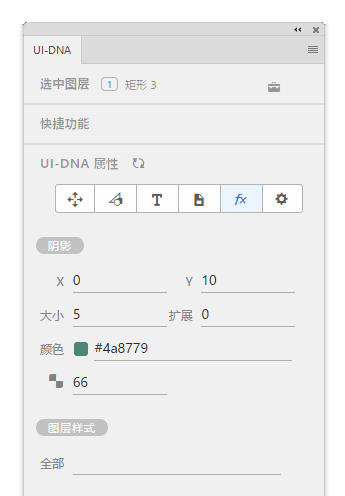 UI-DNA
选中图层 1 矩形 3
快捷功能
UI-DNA 属性
T fx
阴影
X 0 Y 10
大小 5 扩展 0
颜色 #4a8779
66
图层样式
全部